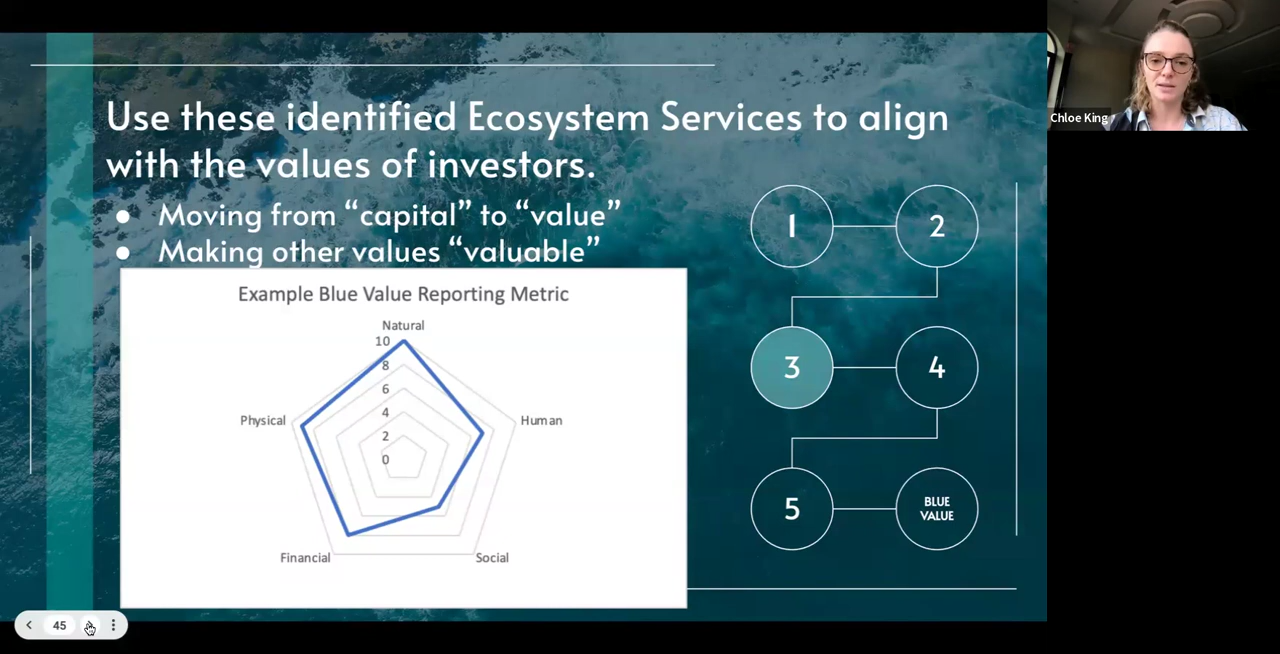 Use these identified Ecosystem Services to align
with the values of investors.
● Moving from “capital” to “value”
● Making other values “valuable”
Example Blue Value Reporting Metric
Natural
10
8
6
4
2
0
Physical
Human
Financial
Social
1
2
3
4
5
BLUE
VALUE
Chloe King
45